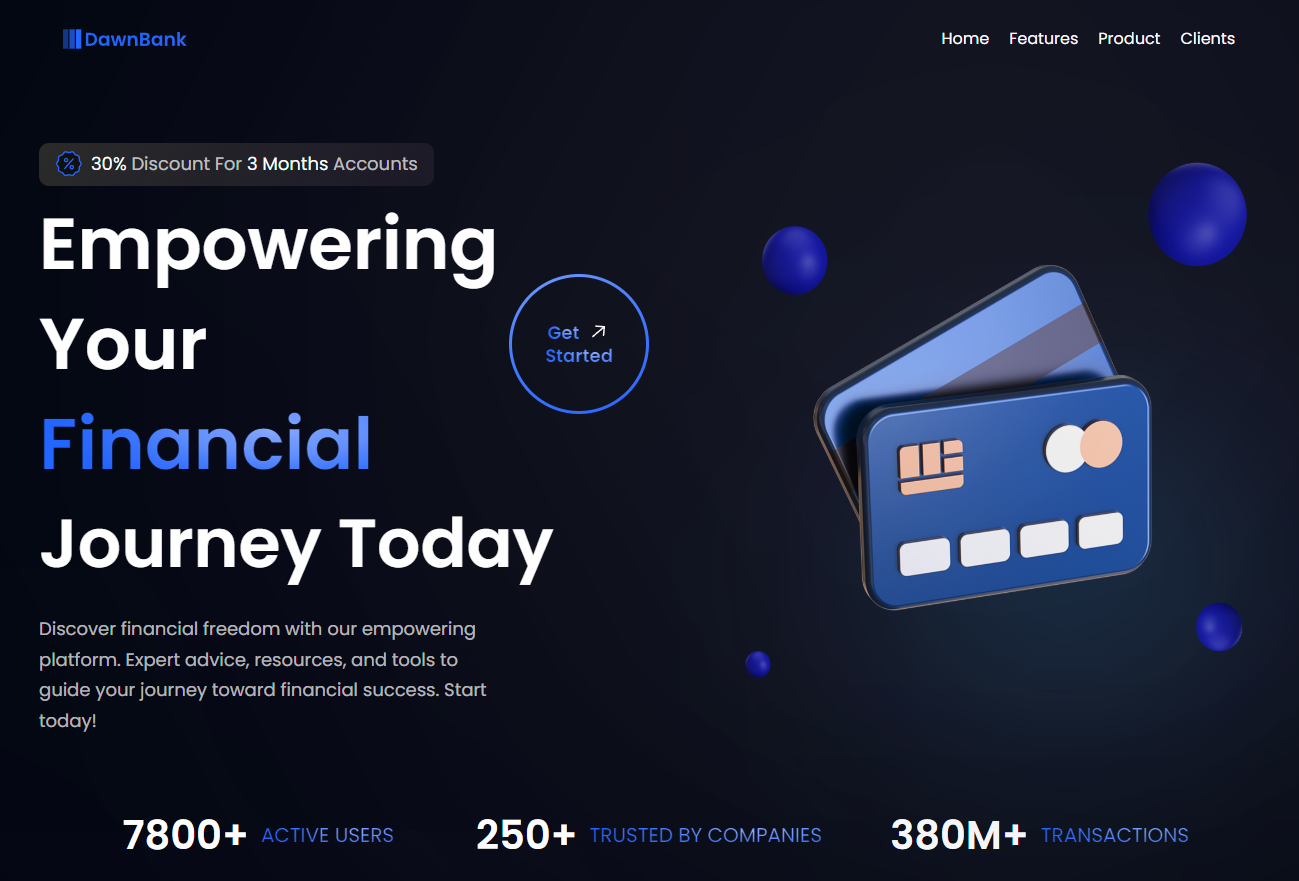 DawnBank
Home Features Product Clients
30% Discount For 3 Months Accounts
Empowering
Your
Get
Started
Financial
Journey Today
Discover financial freedom with our empowering
platform. Expert advice, resources, and tools to
guide your journey toward financial success. Start
today!
7800+ ACTIVE USERS 250+ TRUSTED BY COMPANIES 380M+ TRANSACTIONS